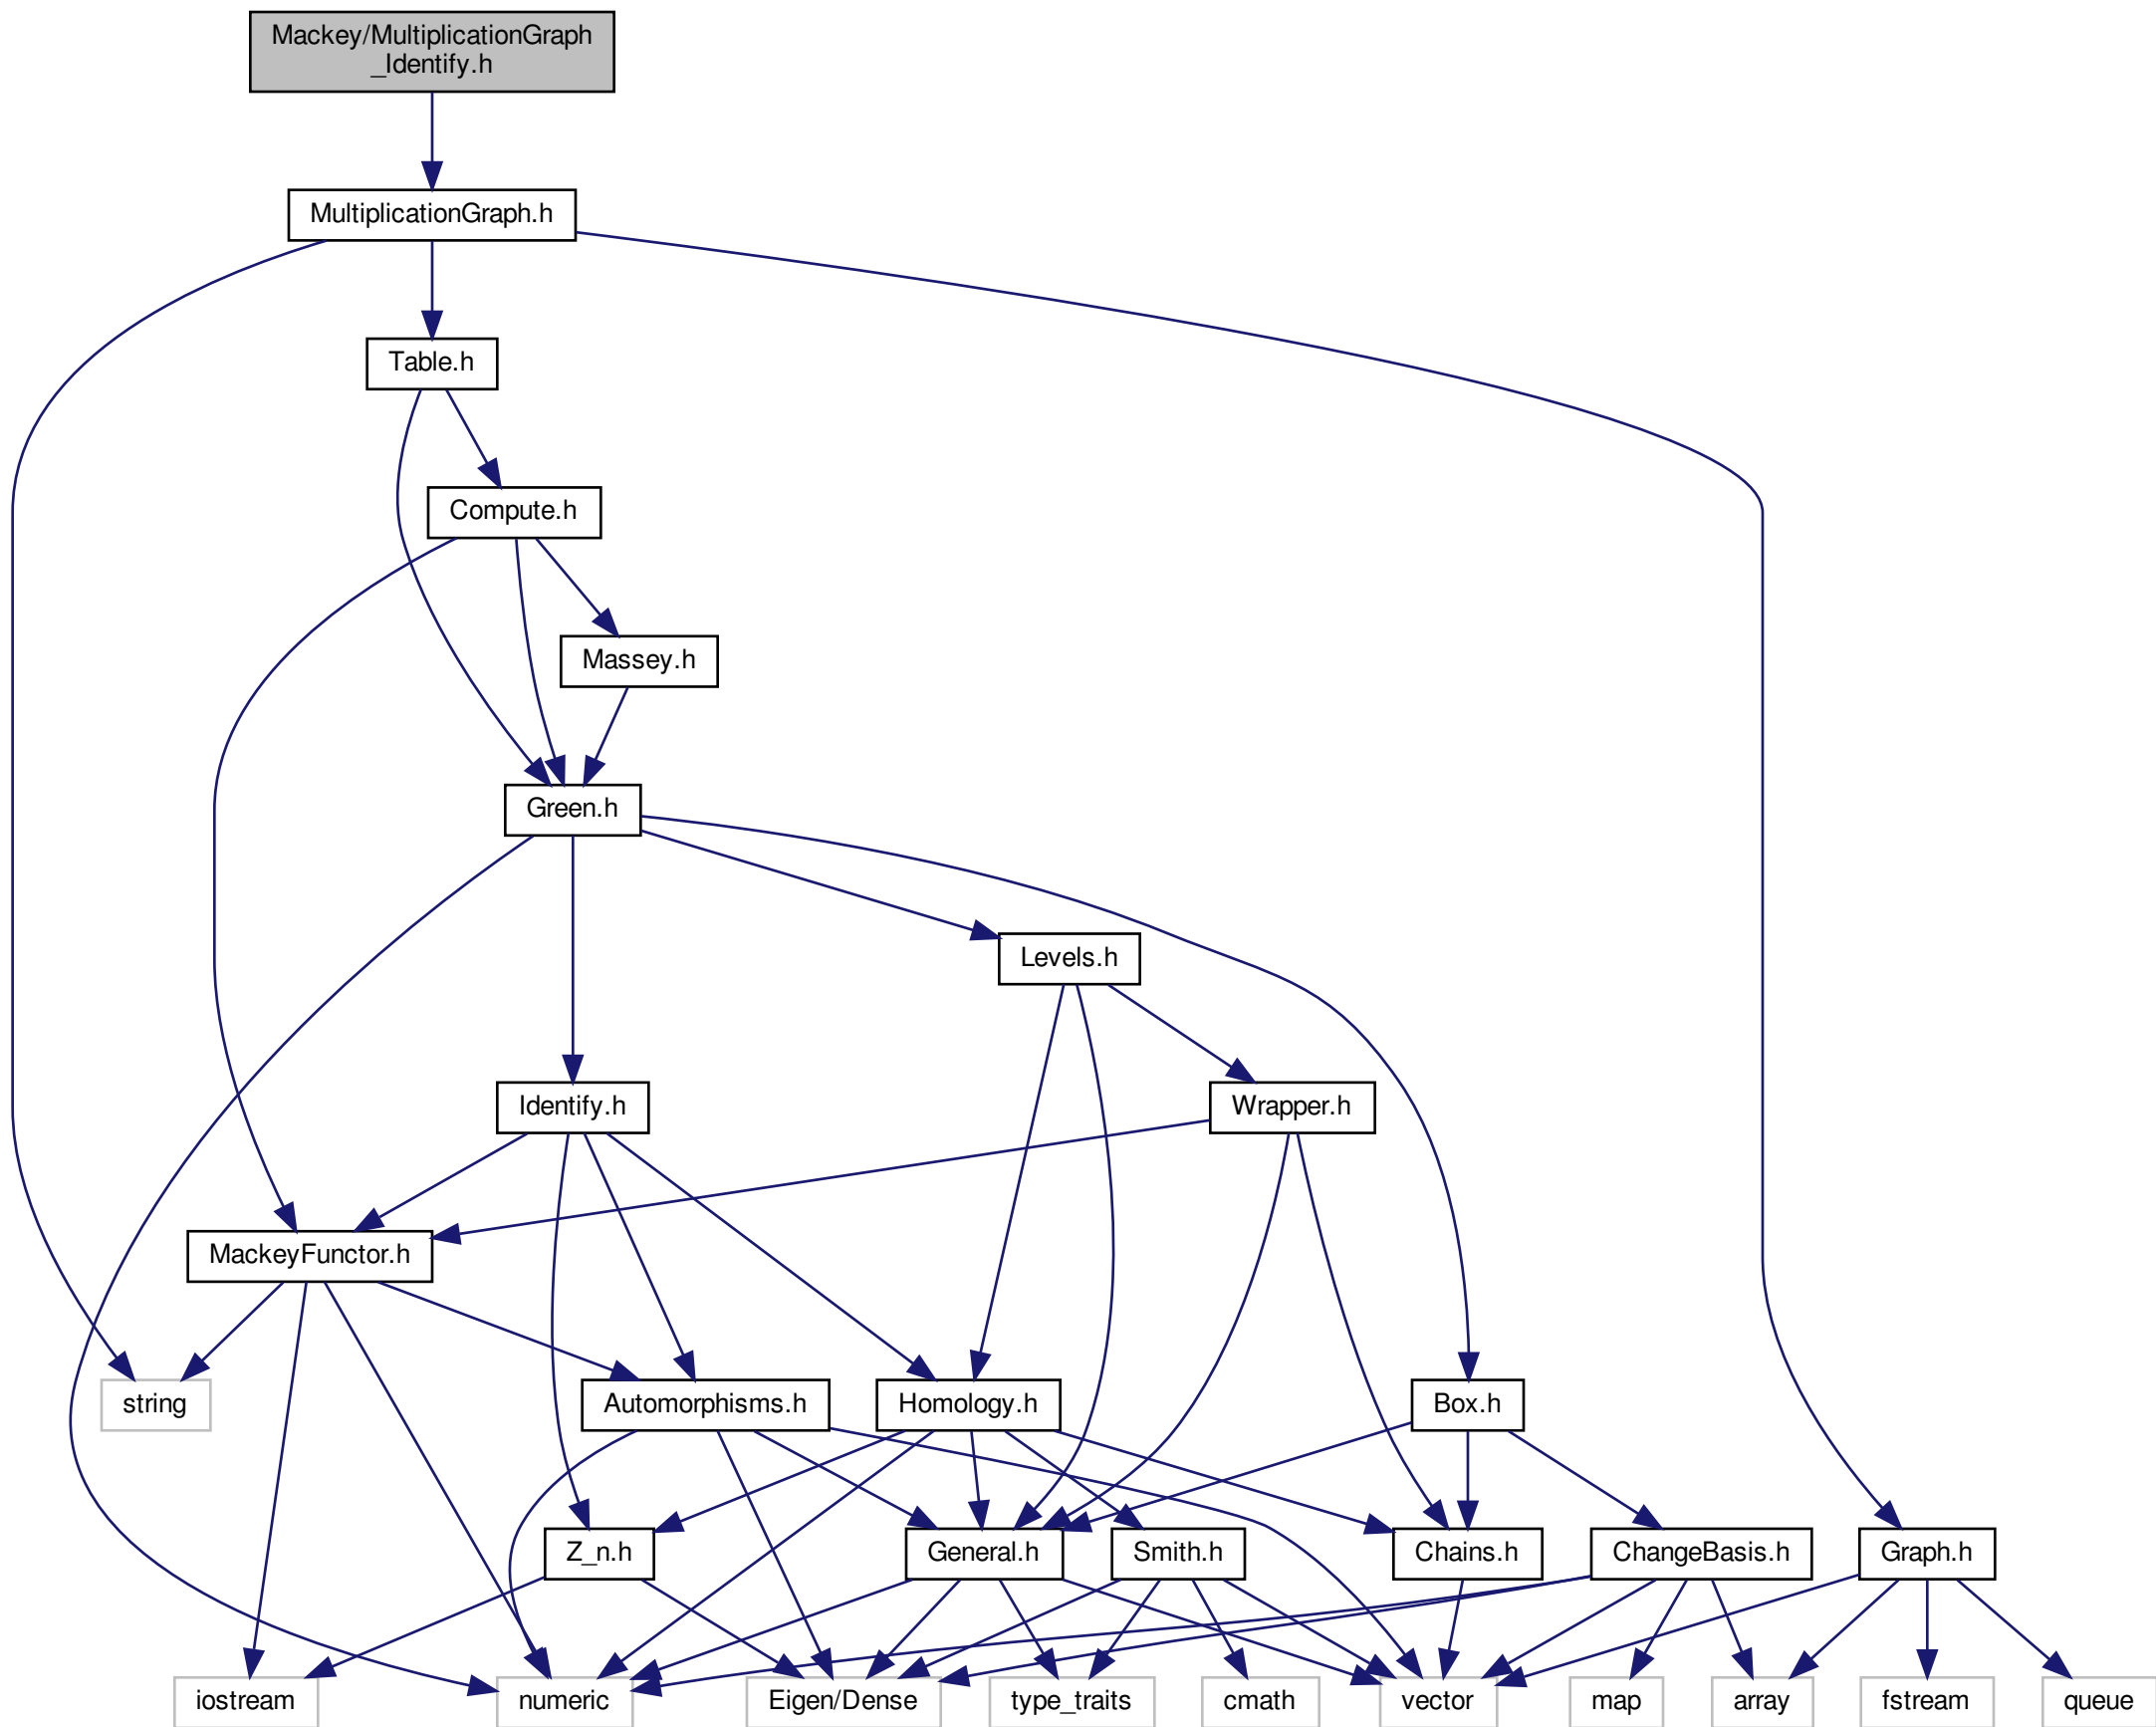 Mackey/MultiplicationGraph
_Identify.h
MultiplicationGraph.h
Table.h
Compute.h
Massey.h
Green.h
Levels.h
Identify.h
Wrapper.h
MackeyFunctor.h
string
Automorphisms.h
Homology.h
Box.h
Z_n.h
General.h
Smith.h
Chains.h
ChangeBasis.h
Graph.h
iostream
numeric
Eigen/Dense
type_traits
cmath
vector
map
array
fstream
queue